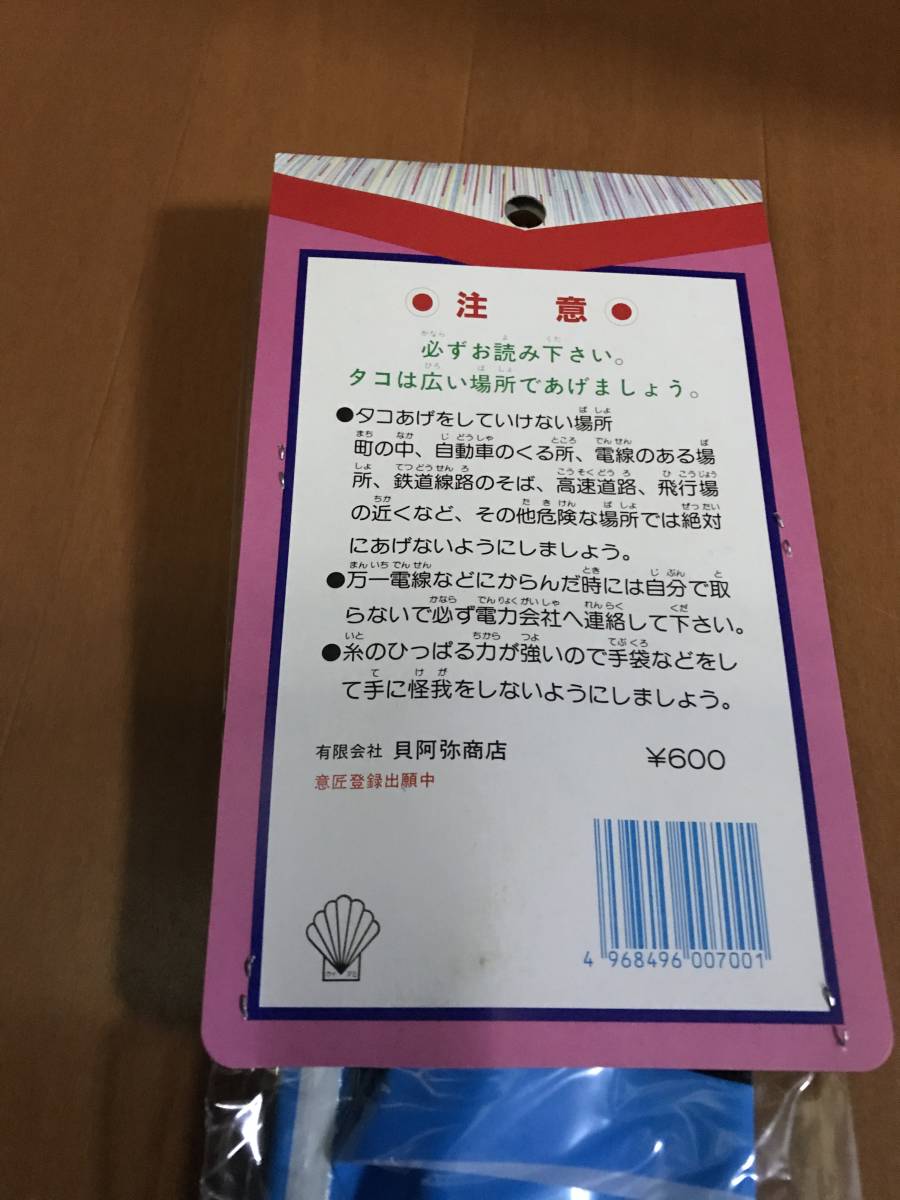 注 意
必ずお読み下さい。
タコは広い場所であげましょう。
●タコあげをしていけない場所
町の中、自動車のくる所、電線のある場
所、鉄道線路のそば、高速道路、飛行場
の近くなど、その他危険な場所では絶対
にあげないようにしましょう。
●万一電線などにからんだ時には自分で取
らないで必ず電力会社へ連絡して下さい。
●糸のひっぱる力が強いので手袋などをし
て手に怪我をしないようにしましょう。
有限会社 貝阿弥商店 ¥600
意匠登録出願中
4 968496 007001